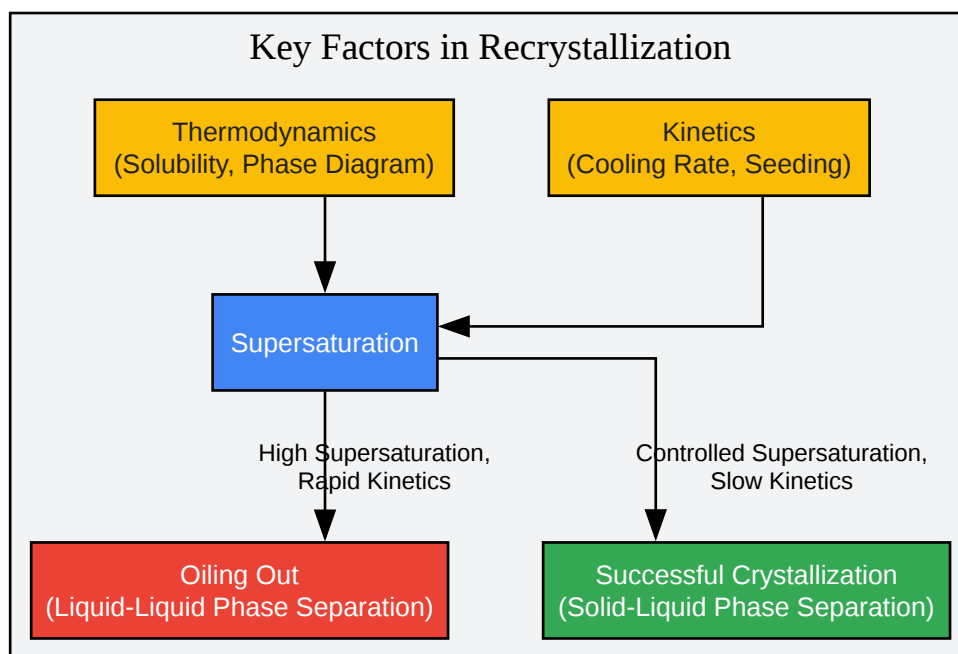 Key Factors in Recrystallization
Thermodynamics
(Solubility, Phase Diagram)
Kinetics
(Cooling Rate, Seeding)
Supersaturation
High Supersaturation,
Rapid Kinetics
Controlled Supersaturation,
Slow Kinetics
Oiling Out
(Liquid-Liquid Phase Separation)
Successful Crystallization
(Solid-Liquid Phase Separation)